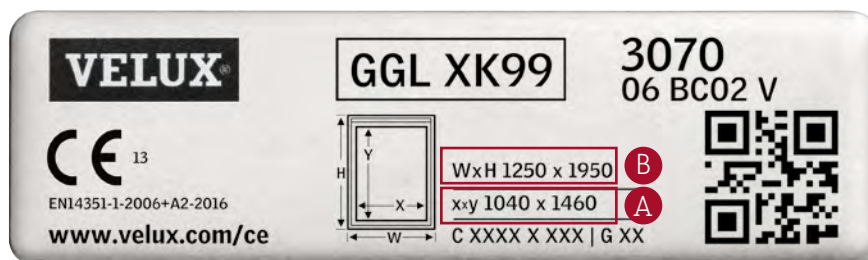 VELUX®
GGL XK99
3070
06 BC02 V
CE 13
EN14351-1-2006+A2-2016
www.velux.com/ce
H
Y
X
W
WxH 1250 x 1950
B
xxy 1040 x 1460
A
C XXXX X XXX | G XX